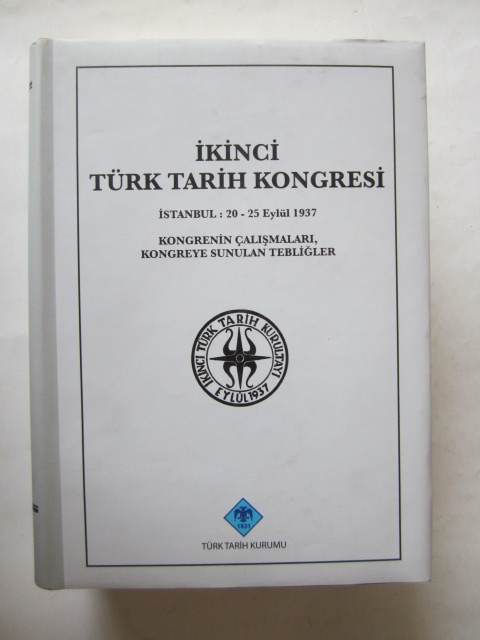 İKİNCİ
TÜRK TARİH KONGRESİ
İSTANBUL : 20 - 25 Eylül 1937
KONGRENİN ÇALIŞMALARI,
KONGREYE SUNULAN TEBLİĞLER
İKİNCİ TÜRK TARİH KURULTAYI
EYLÜL 1937
1931
TÜRK TARİH KURUMU